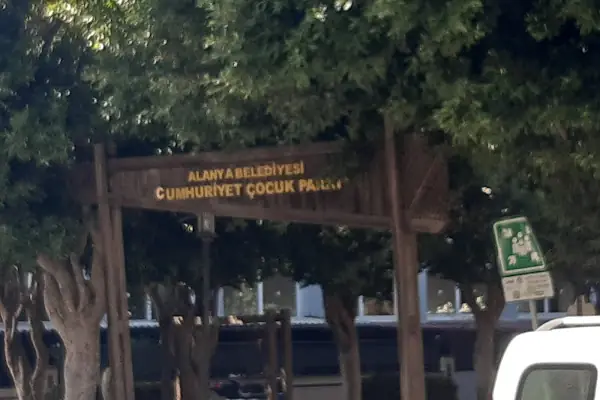 ALANYA BELEDİYESİ
CUMHURİYET ÇOCUK PARKI